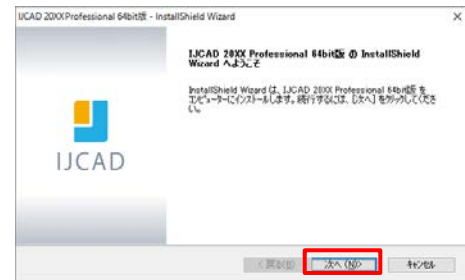 IJCAD 20XX Professional 64bit版 - InstallShield Wizard
IJCAD 20XX Professional 64bit版 の InstallShield
Wizard へようこそ
InstallShield Wizard は、IJCAD 20XX Professional 64bit版 を
コンピューターにインストールします。続行するには、[次へ] をクリックしてくださ
い。
IJCAD
< 戻る(B)
次へ(N)>
キャンセル